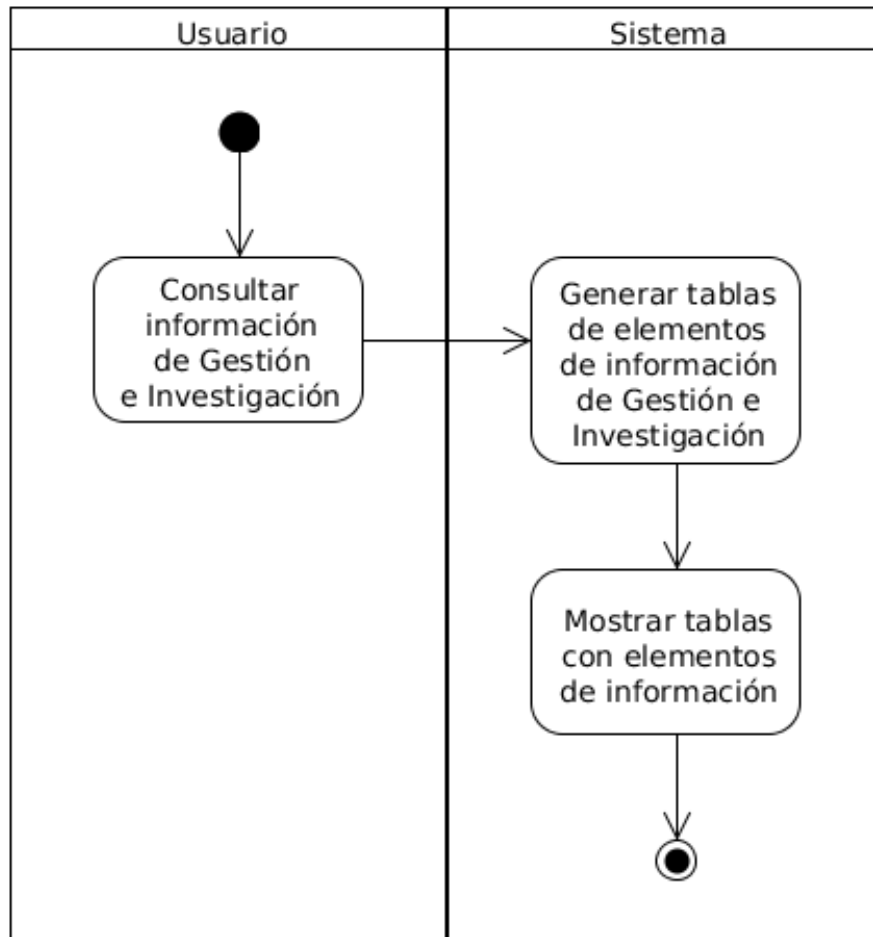 Usuario
Sistema
Consultar
información
de Gestión
e Investigación
Generar tablas
de elementos
de información
de Gestión e
Investigación
Mostrar tablas
con elementos
de información